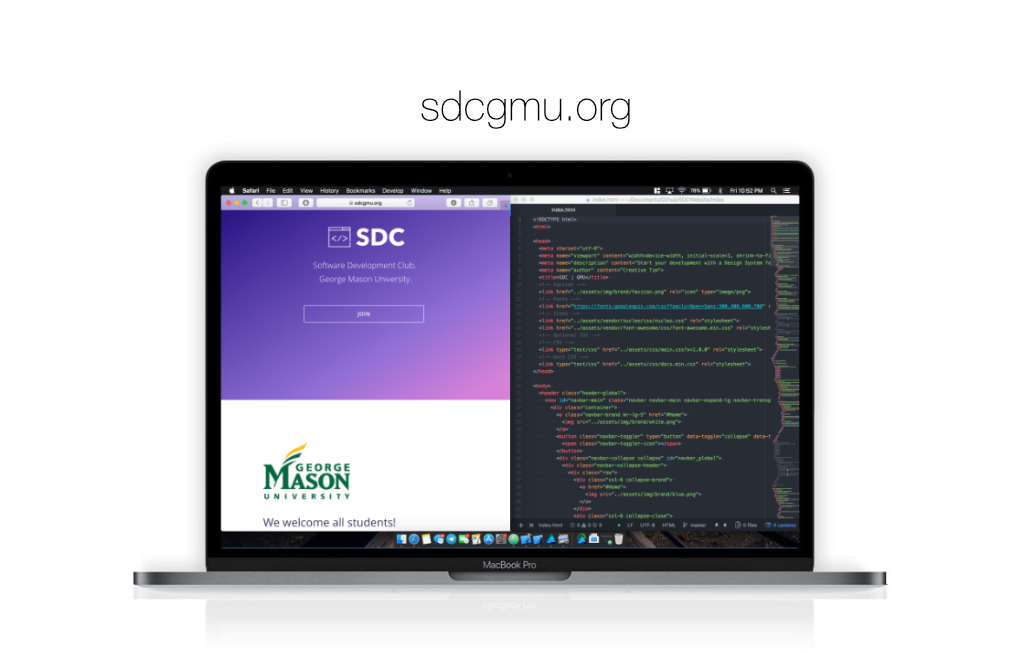 sdcgmu.org
Safari File Edit View History Bookmarks Develop Window Help 78% Fri 10:52 PM
sdcgmu.org
index.html — ~/Documents/Github/SDCWebsite/index
index.html
</> SDC
Software Development Club,
George Mason University.
JOIN
GEORGE
MASON
UNIVERSITY
We welcome all students!
<!DOCTYPE html>
<html>
<head>
<meta charset="utf-8">
<meta name="viewport" content="width=device-width, initial-scale=1, shrink-to-fi
<meta name="description" content="Start your development with a Design System fo
<meta name="author" content="Creative Tim">
<title>SDC | GMU</title>
<!-- Favicon -->
<link href="../assets/img/brand/favicon.png" rel="icon" type="image/png">
<!-- Fonts -->
<link href="https://fonts.googleapis.com/css?family=Open+Sans:300,400,600,700"
<!-- Icons -->
<link href="../assets/vendor/nucleo/css/nucleo.css" rel="stylesheet">
<link href="../assets/vendor/font-awesome/css/font-awesome.min.css" rel="stylesh
<!-- Optional CSS -->
<!-- CSS -->
<link type="text/css" href="../assets/css/main.css?v=1.0.0" rel="stylesheet">
<!-- Docs CSS -->
<link type="text/css" href="../assets/css/docs.min.css" rel="stylesheet">
</head>
<body>
<header class="header-global">
<nav id="navbar-main" class="navbar navbar-main navbar-expand-lg navbar-transp
<div class="container">
<a class="navbar-brand mr-lg-5" href="#Home">
<img src="../assets/img/brand/white.png">
</a>
<button class="navbar-toggler" type="button" data-toggle="collapse" data-t
<span class="navbar-toggler-icon"></span>
</button>
<div class="navbar-collapse collapse" id="navbar_global">
<div class="navbar-collapse-header">
<div class="row">
<div class="col-6 collapse-brand">
<a href="#Home">
<img src="../assets/img/brand/blue.png">
</a>
</div>
<div class="col-6 collapse-close">
index.html LF UTF-8 HTML master 0 files 4 updates
MacBook Pro